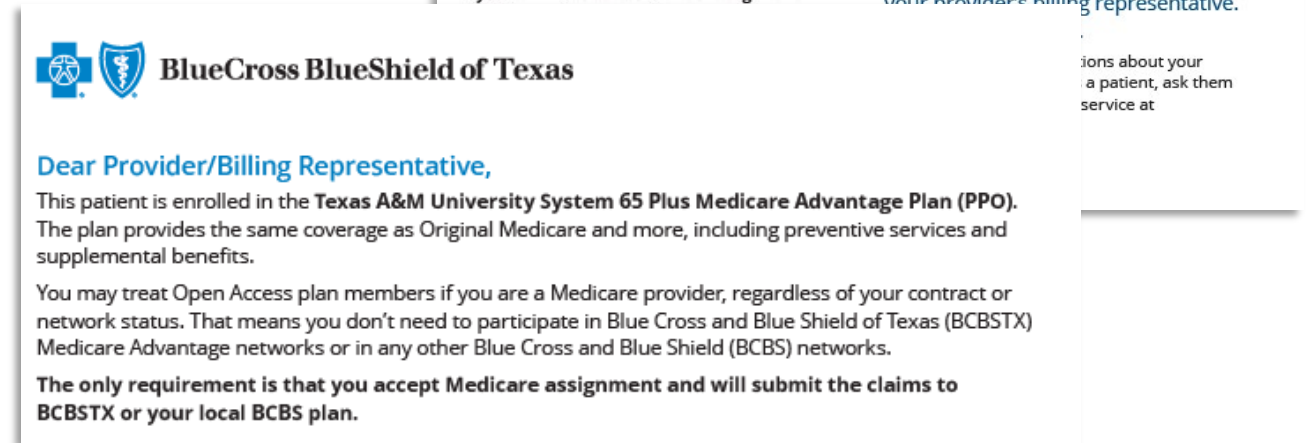 your provider's billing representative.
ions about your
a patient, ask them
service at
BlueCross BlueShield of Texas
Dear Provider/Billing Representative,
This patient is enrolled in the Texas A&M University System 65 Plus Medicare Advantage Plan (PPO).
The plan provides the same coverage as Original Medicare and more, including preventive services and
supplemental benefits.
You may treat Open Access plan members if you are a Medicare provider, regardless of your contract or
network status. That means you don't need to participate in Blue Cross and Blue Shield of Texas (BCBSTX)
Medicare Advantage networks or in any other Blue Cross and Blue Shield (BCBS) networks.
The only requirement is that you accept Medicare assignment and will submit the claims to
BCBSTX or your local BCBS plan.